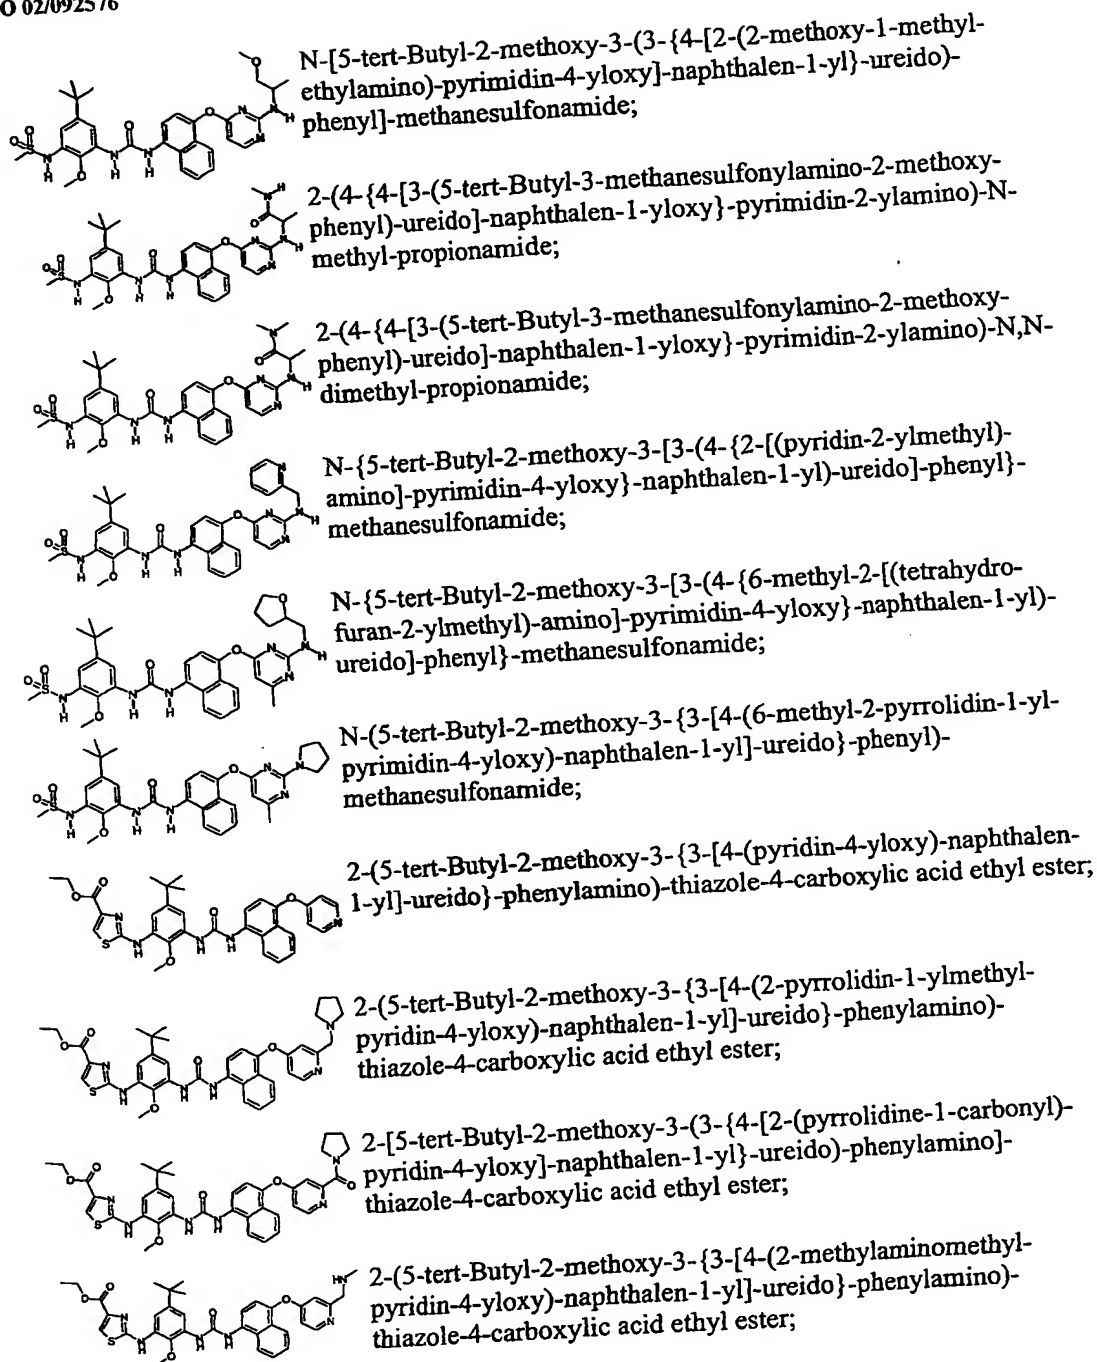 O 02/092576
N-[5-tert-Butyl-2-methoxy-3-(3-{4-[2-(2-methoxy-1-methyl-
ethylamino)-pyrimidin-4-yloxy]-naphthalen-1-yl}-ureido)-
phenyl]-methanesulfonamide;
2-(4-{4-[3-(5-tert-Butyl-3-methanesulfonylamino-2-methoxy-
phenyl)-ureido]-naphthalen-1-yloxy}-pyrimidin-2-ylamino)-N-
methyl-propionamide;
2-(4-{4-[3-(5-tert-Butyl-3-methanesulfonylamino-2-methoxy-
phenyl)-ureido]-naphthalen-1-yloxy}-pyrimidin-2-ylamino)-N,N-
dimethyl-propionamide;
N-{5-tert-Butyl-2-methoxy-3-[3-(4-{2-[(pyridin-2-ylmethyl)-
amino]-pyrimidin-4-yloxy}-naphthalen-1-yl)-ureido]-phenyl}-
methanesulfonamide;
N-{5-tert-Butyl-2-methoxy-3-[3-(4-{6-methyl-2-[(tetrahydro-
furan-2-ylmethyl)-amino]-pyrimidin-4-yloxy}-naphthalen-1-yl)-
ureido]-phenyl}-methanesulfonamide;
N-(5-tert-Butyl-2-methoxy-3-{3-[4-(6-methyl-2-pyrrolidin-1-yl-
pyrimidin-4-yloxy)-naphthalen-1-yl]-ureido}-phenyl)-
methanesulfonamide;
2-(5-tert-Butyl-2-methoxy-3-{3-[4-(pyridin-4-yloxy)-naphthalen-
1-yl]-ureido}-phenylamino)-thiazole-4-carboxylic acid ethyl ester;
2-(5-tert-Butyl-2-methoxy-3-{3-[4-(2-pyrrolidin-1-ylmethyl-
pyridin-4-yloxy)-naphthalen-1-yl]-ureido}-phenylamino)-
thiazole-4-carboxylic acid ethyl ester;
2-[5-tert-Butyl-2-methoxy-3-(3-{4-[2-(pyrrolidine-1-carbonyl)-
pyridin-4-yloxy]-naphthalen-1-yl}-ureido)-phenylamino]-
thiazole-4-carboxylic acid ethyl ester;
2-(5-tert-Butyl-2-methoxy-3-{3-[4-(2-methylaminomethyl-
pyridin-4-yloxy)-naphthalen-1-yl]-ureido}-phenylamino)-
thiazole-4-carboxylic acid ethyl ester;